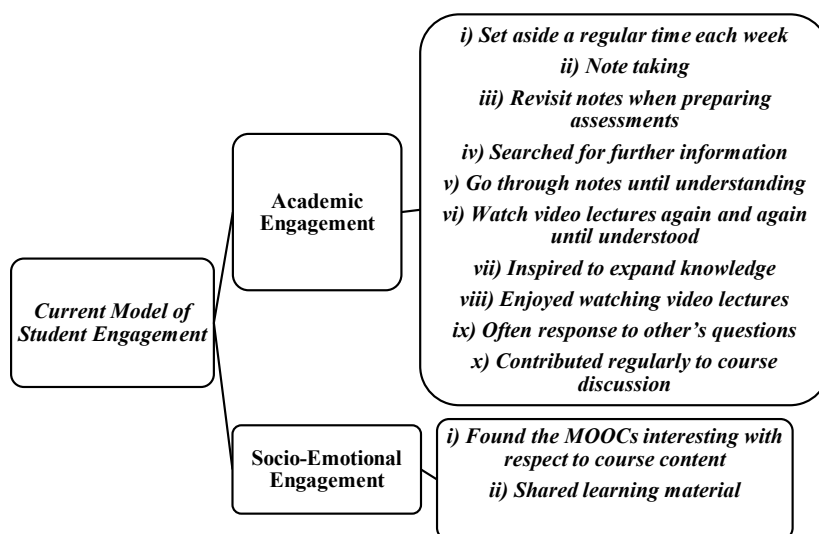 Current Model of
Student Engagement
Academic
Engagement
i) Set aside a regular time each week
ii) Note taking
iii) Revisit notes when preparing
assessments
iv) Searched for further information
v) Go through notes until understanding
vi) Watch video lectures again and again
until understood
vii) Inspired to expand knowledge
viii) Enjoyed watching video lectures
ix) Often response to other’s questions
x) Contributed regularly to course
discussion
Socio-Emotional
Engagement
i) Found the MOOCs interesting with
respect to course content
ii) Shared learning material